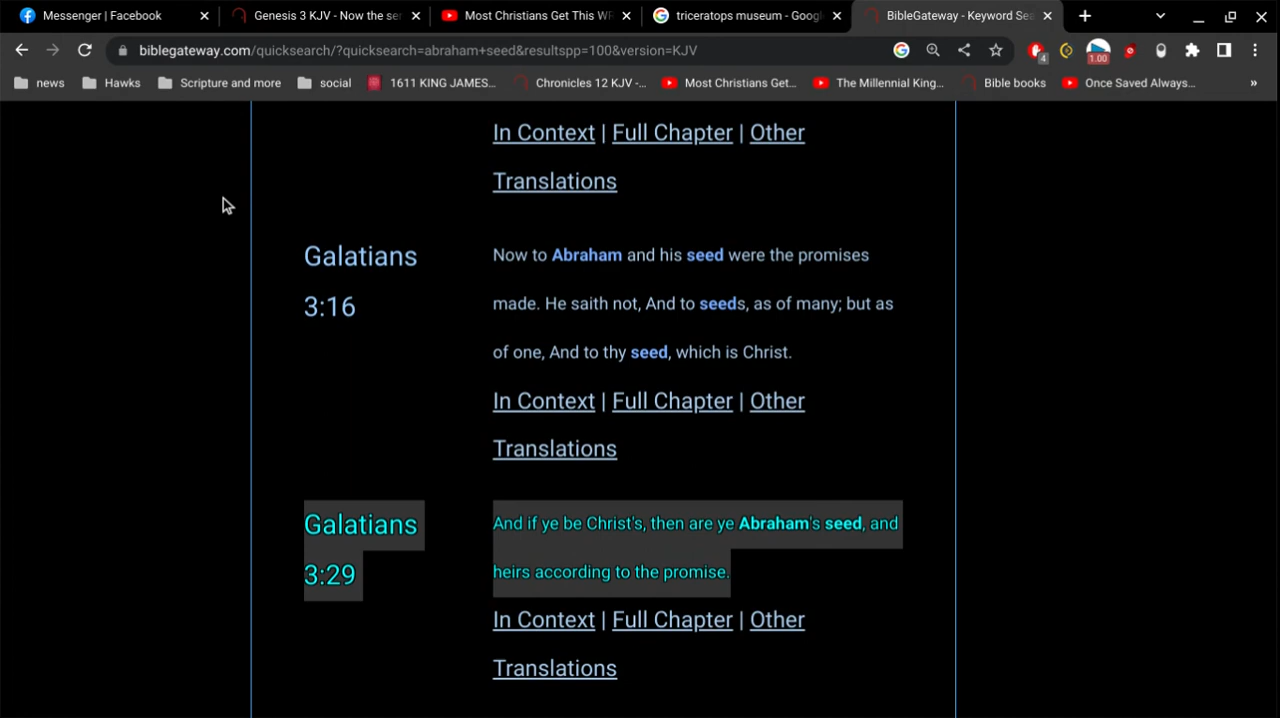 Messenger | Facebook
Genesis 3 KJV - Now the ser
Most Christians Get This W
triceratops museum - Googl
BibleGateway - Keyword Sea
biblegateway.com/quicksearch/?quicksearch=abraham+seed&resultspp=100&version=KJV
4
1.00
news
Hawks
Scripture and more
social
1611 KING JAMES...
Chronicles 12 KJV -...
Most Christians Get...
The Millennial King...
Bible books
Once Saved Always...
»
In Context | Full Chapter | Other
Translations
Galatians
3:16
Now to Abraham and his seed were the promises
made. He saith not, And to seeds, as of many; but as
of one, And to thy seed, which is Christ.
In Context | Full Chapter | Other
Translations
Galatians
3:29
And if ye be Christ's, then are ye Abraham's seed, and
heirs according to the promise.
In Context | Full Chapter | Other
Translations